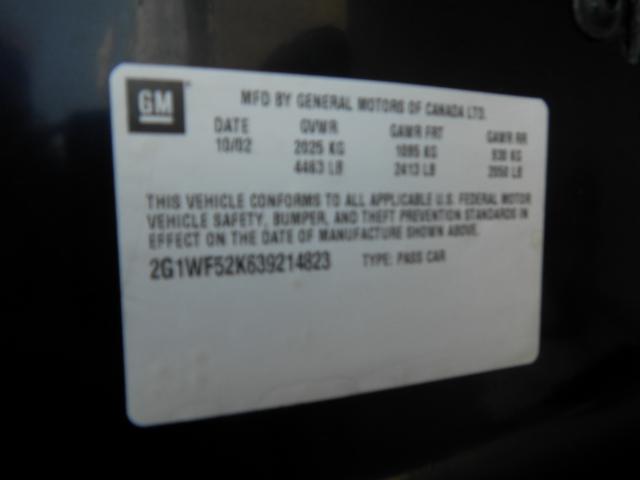 GM
MFD BY GENERAL MOTORS OF CANADA LTD.
DATE GVWR GAWR FRT GAWR RR
10/02 2025 KG 1095 KG 930 KG
4463 LB 2413 LB 2050 LB
THIS VEHICLE CONFORMS TO ALL APPLICABLE U.S. FEDERAL MOTOR
VEHICLE SAFETY, BUMPER, AND THEFT PREVENTION STANDARDS IN
EFFECT ON THE DATE OF MANUFACTURE SHOWN ABOVE.
2G1WF52K639214823 TYPE: PASS CAR